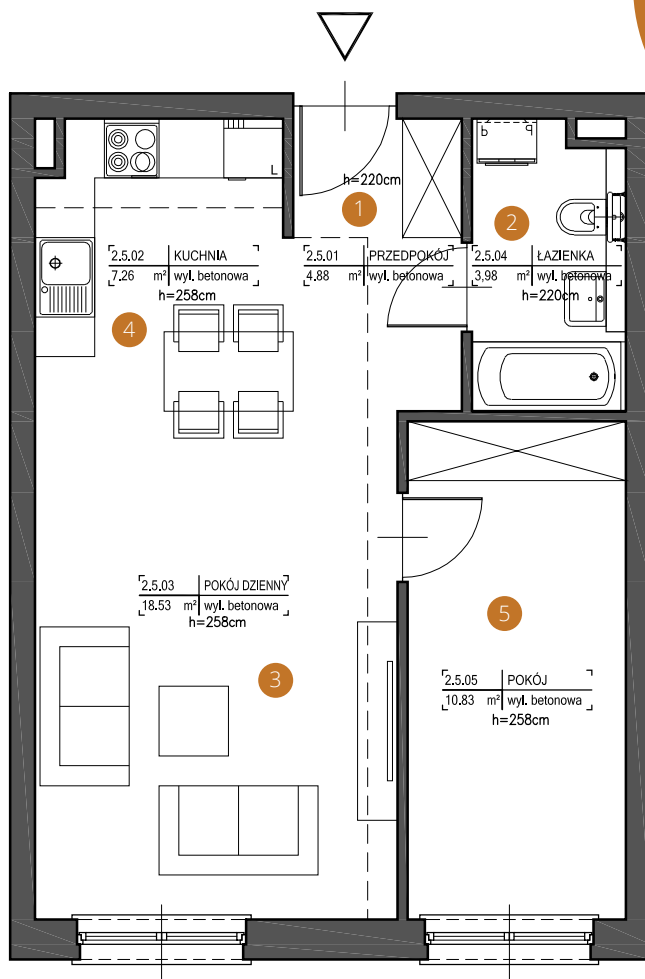 h=220cm
1
2
2.5.02 KUCHNIA
7.26 m² wyl. betonowa
h=258cm
2.5.01 PRZEDPOKÓJ
4.88 m² wyl. betonowa
2.5.04 ŁAZIENKA
3,98 m² wyl. betonowa
h=220cm
4
L
b q
2.5.03 POKÓJ DZIENNY
18.53 m² wyl. betonowa
h=258cm
3
5
2.5.05 POKÓJ
10.83 m² wyl. betonowa
h=258cm